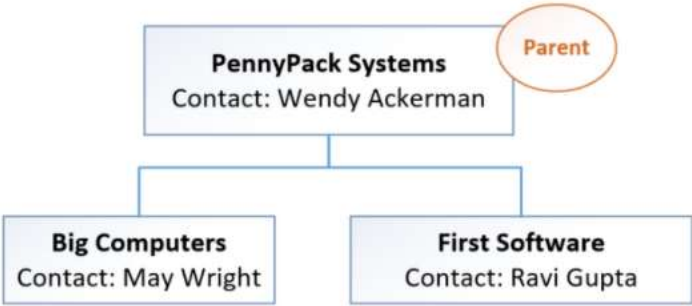 Parent
PennyPack Systems
Contact: Wendy Ackerman
Big Computers
Contact: May Wright
First Software
Contact: Ravi Gupta